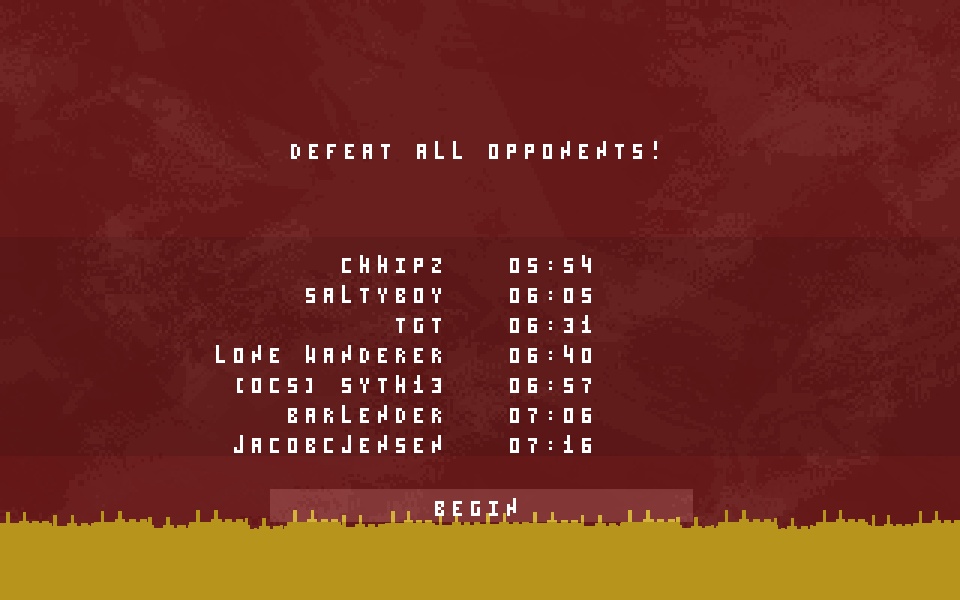 DEFEAT ALL OPPONENTS!
CHHIPZ 05:54
SALTYBOY 06:05
TGT 06:31
LONE WANDERER 06:40
[OCS] SYTH13 06:57
BARLENDER 07:06
JACOBCJENSEN 07:16
BEGIN